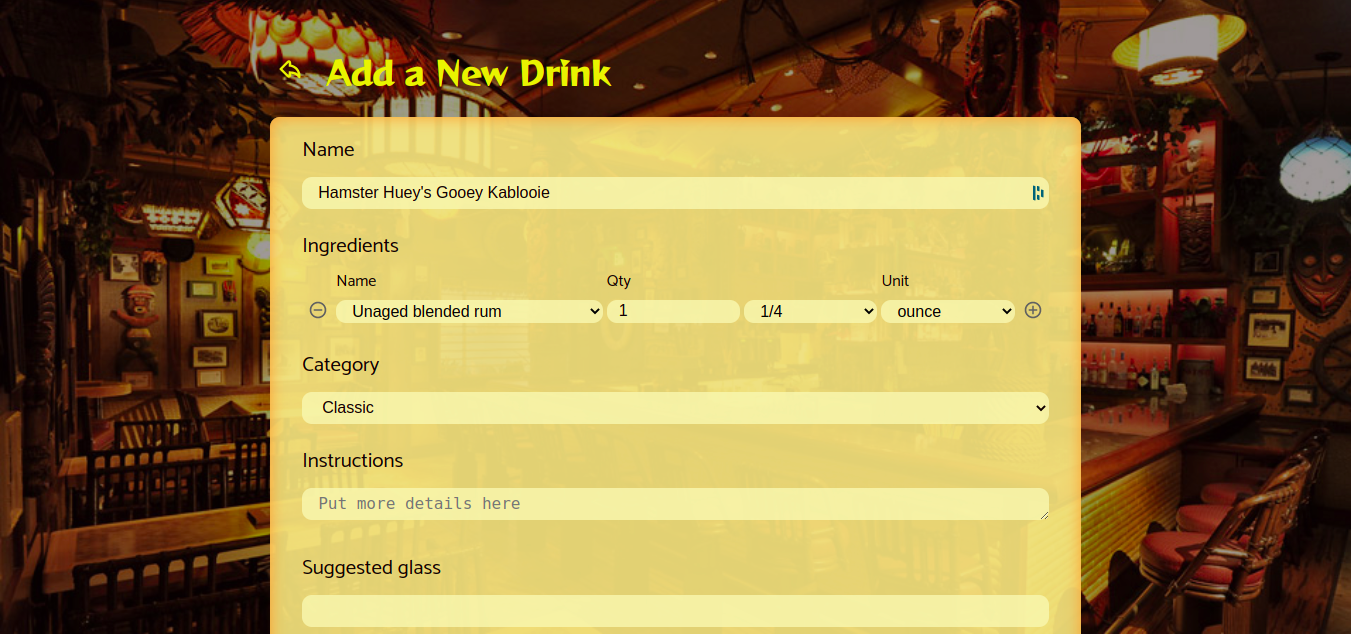 Add a New Drink
Name
Hamster Huey's Gooey Kablooie
Ingredients
Name Qty Unit
Unaged blended rum 1 1/4 ounce
Category
Classic
Instructions
Put more details here
Suggested glass